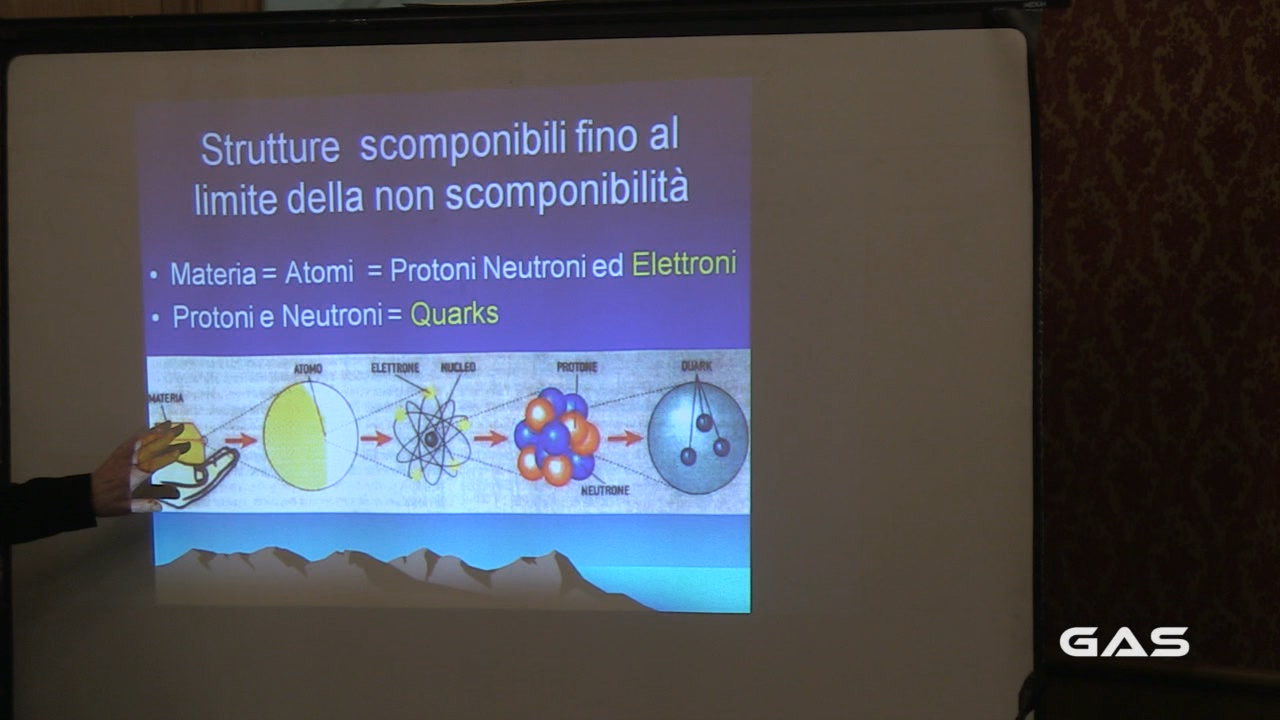 Strutture scomponibili fino al
limite della non scomponibilità
• Materia = Atomi = Protoni Neutroni ed Elettroni
• Protoni e Neutroni = Quarks
MATERIA
ATOMO
ELETTRONE
NUCLEO
PROTONE
NEUTRONE
QUARK
GAS